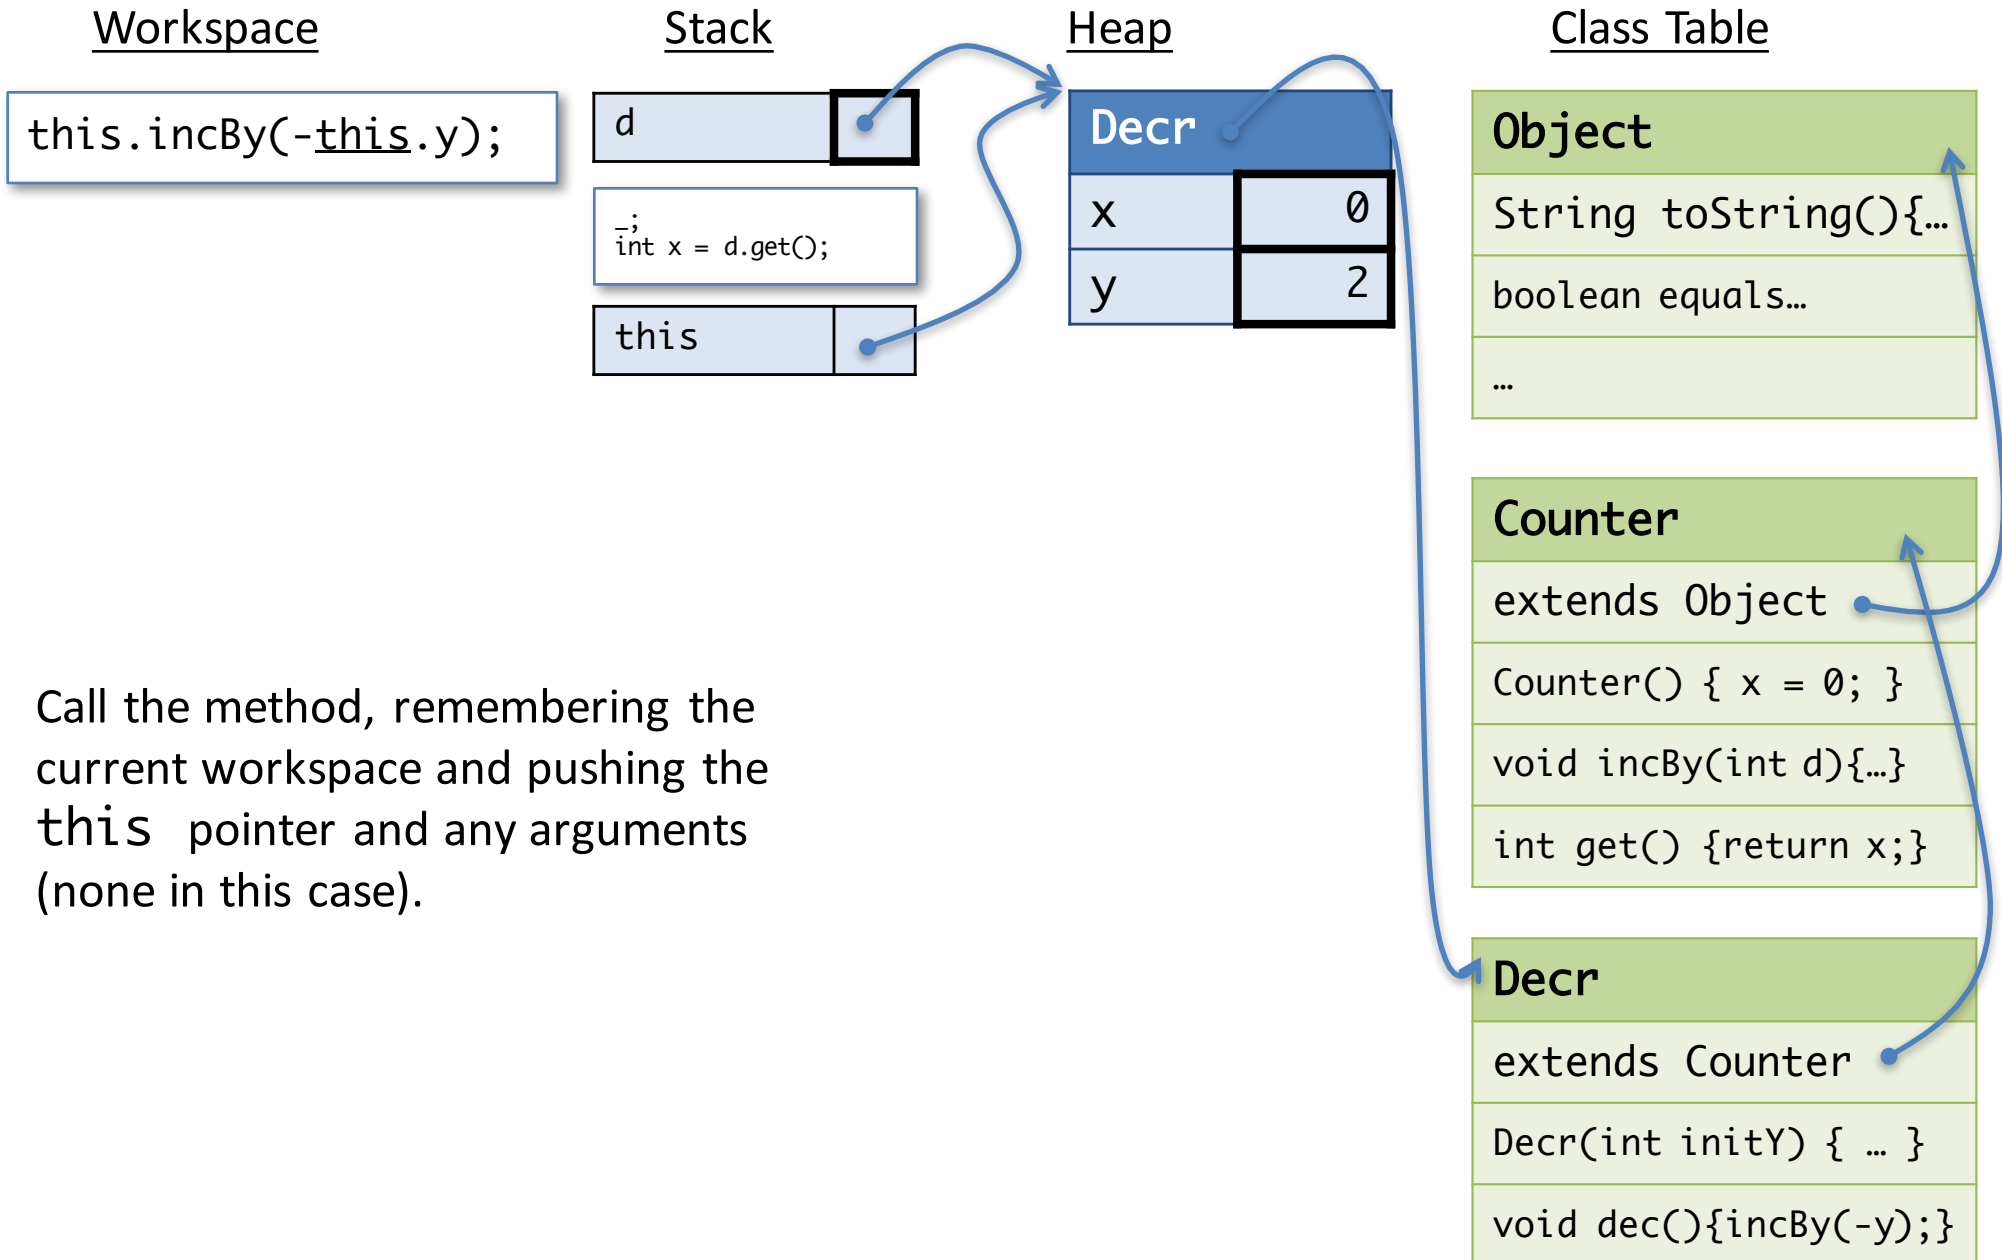 Workspace
Stack
Heap
Class Table
this.incBy(-this.y);
d
_;
int x = d.get();
this
Decr
x 0
y 2
Object
String toString(){…
boolean equals…
…
Counter
extends Object
Counter() { x = 0; }
void incBy(int d){…}
int get() {return x;}
Decr
extends Counter
Decr(int initY) { … }
void dec(){incBy(-y);}
Call the method, remembering the
current workspace and pushing the
this pointer and any arguments
(none in this case).